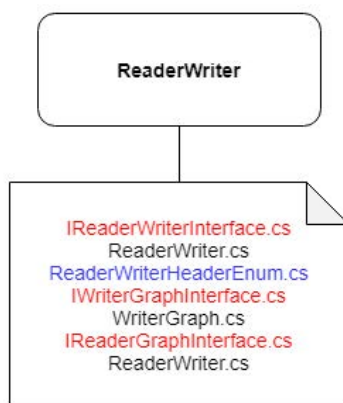 ReaderWriter
IReaderWriterInterface.cs
ReaderWriter.cs
ReaderWriterHeaderEnum.cs
IWriterGraphInterface.cs
WriterGraph.cs
IReaderGraphInterface.cs
ReaderWriter.cs